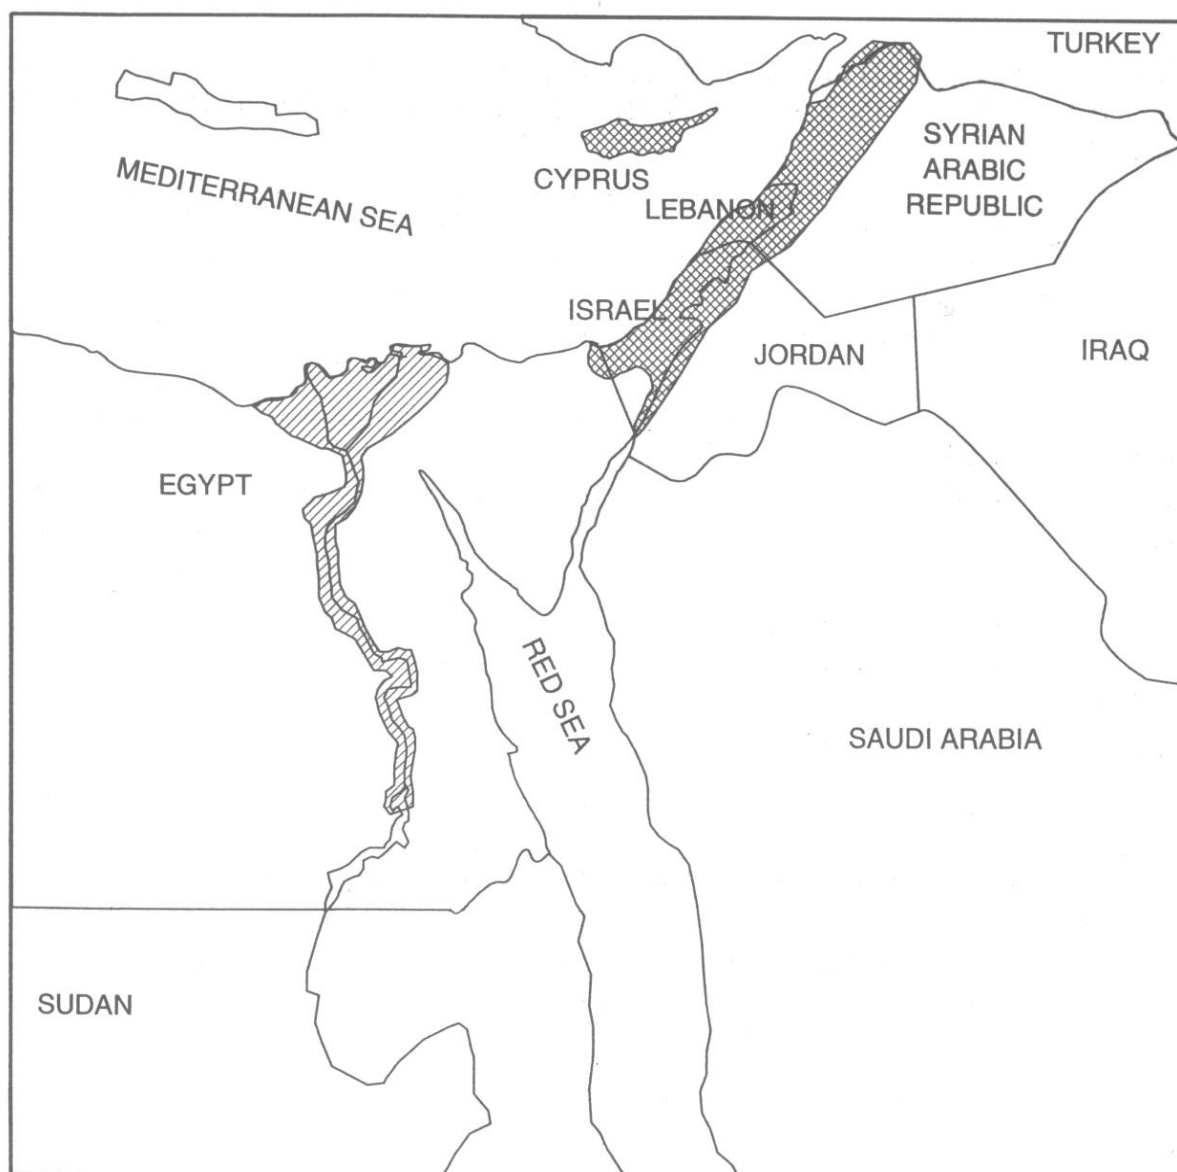 TURKEY
SYRIAN
ARABIC
REPUBLIC
CYPRUS
MEDITERRANEAN SEA
LEBANON
ISRAEL
JORDAN
IRAQ
EGYPT
RED SEA
SAUDI ARABIA
SUDAN